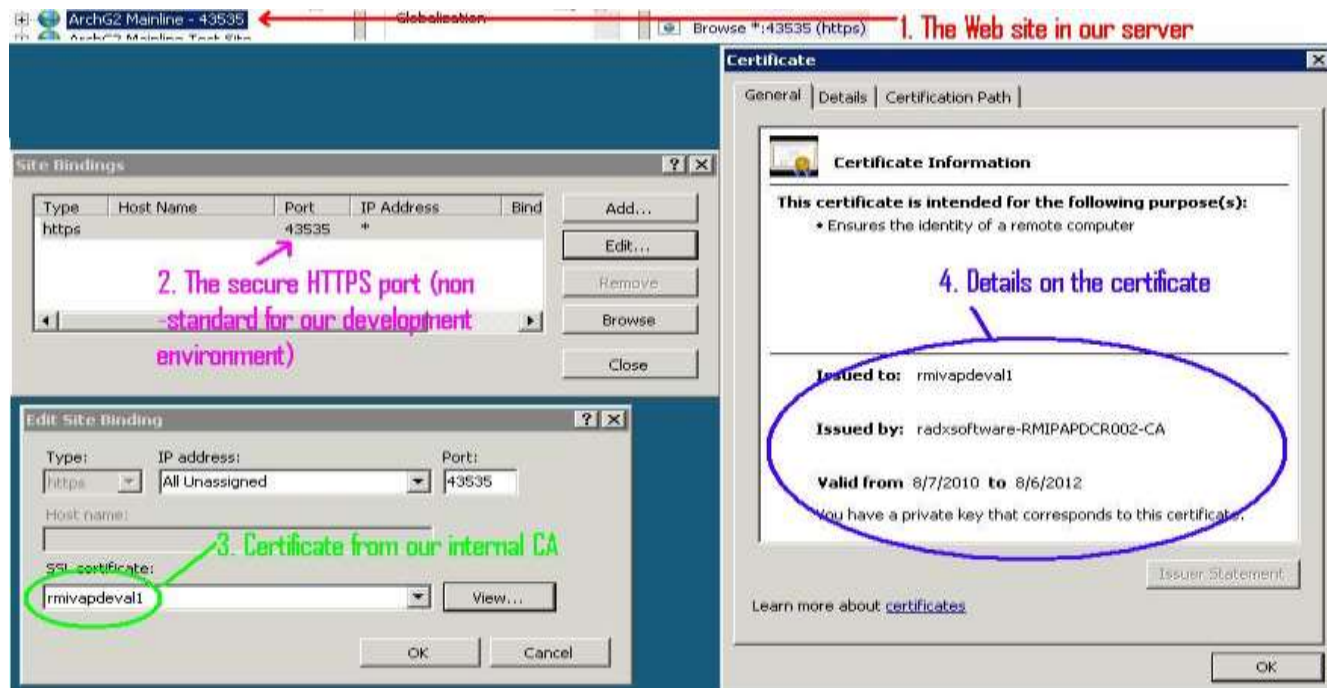 ArchG2 Mainline - 43535
Globalization
Browse *:43535 (https)
1. The Web site in our server
ArchG2 Mainline Test Site
Site Bindings
Type Host Name Port IP Address Bind
https 43535 *
Add...
Edit...
Remove
Browse
Close
2. The secure HTTPS port (non
-standard for our development
environment)
Edit Site Binding
Type: IP address: Port:
https All Unassigned 43535
Host name:
3. Certificate from our internal CA
SSL certificate:
rmivapdeval1 View...
OK Cancel
Certificate
General Details Certification Path
Certificate Information
This certificate is intended for the following purpose(s):
• Ensures the identity of a remote computer
4. Details on the certificate
Issued to: rmivapdeval1
Issued by: radxsoftware-RMIPAPDCR002-CA
Valid from 8/7/2010 to 8/6/2012
You have a private key that corresponds to this certificate.
Issuer Statement
Learn more about certificates
OK